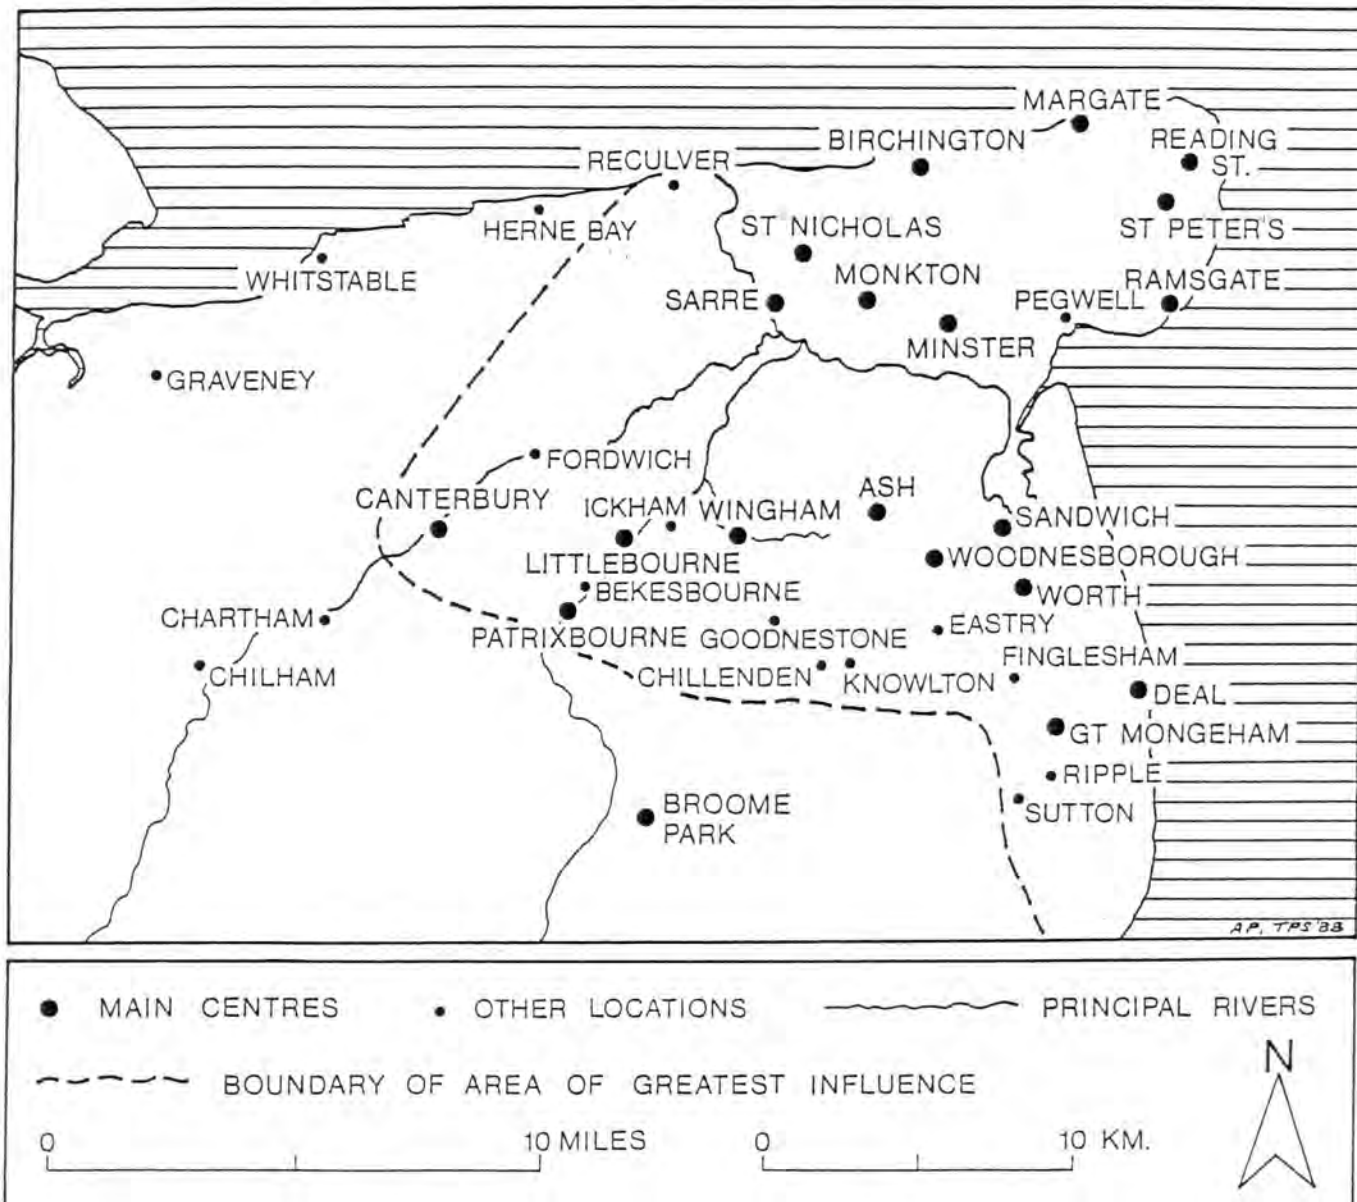 MARGATE
BIRCHINGTON
READING
ST.
RECULVER
HERNE BAY
ST NICHOLAS
ST PETER'S
WHITSTABLE
MONKTON
RAMSGATE
SARRE
PEGWELL
MINSTER
GRAVENEY
FORDWICH
CANTERBURY
ICKHAM
WINGHAM
ASH
SANDWICH
LITTLEBOURNE
WOODNESBOROUGH
BEKESBOURNE
WORTH
CHARTHAM
PATRIXBOURNE
GOODNESTONE
EASTRY
CHILHAM
CHILLENDEN
KNOWLTON
FINGLESHAM
DEAL
GT MONGEHAM
RIPPLE
SUTTON
BROOME
PARK
AP, TPS '88
MAIN CENTRES
OTHER LOCATIONS
PRINCIPAL RIVERS
BOUNDARY OF AREA OF GREATEST INFLUENCE
N
0 10 MILES 0 10 KM.